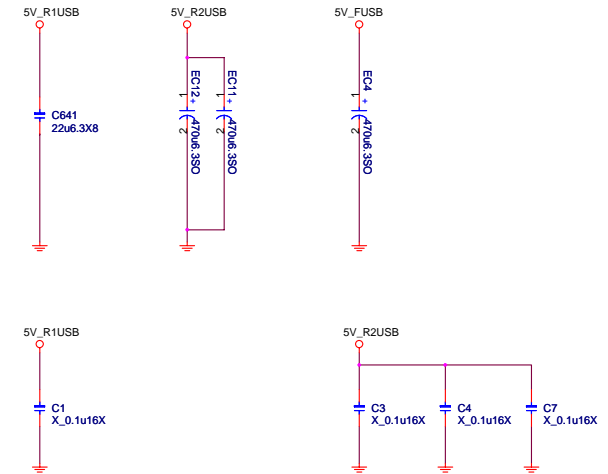 5V_R1USB
5V_R2USB
5V_FUSB
C641
22u6.3X8
1
+
2
EC12
470u6.3SO
1
+
2
EC11
470u6.3SO
1
+
2
EC4
470u6.3SO
5V_R1USB
5V_R2USB
C1
X_0.1u16X
C3
X_0.1u16X
C4
X_0.1u16X
C7
X_0.1u16X